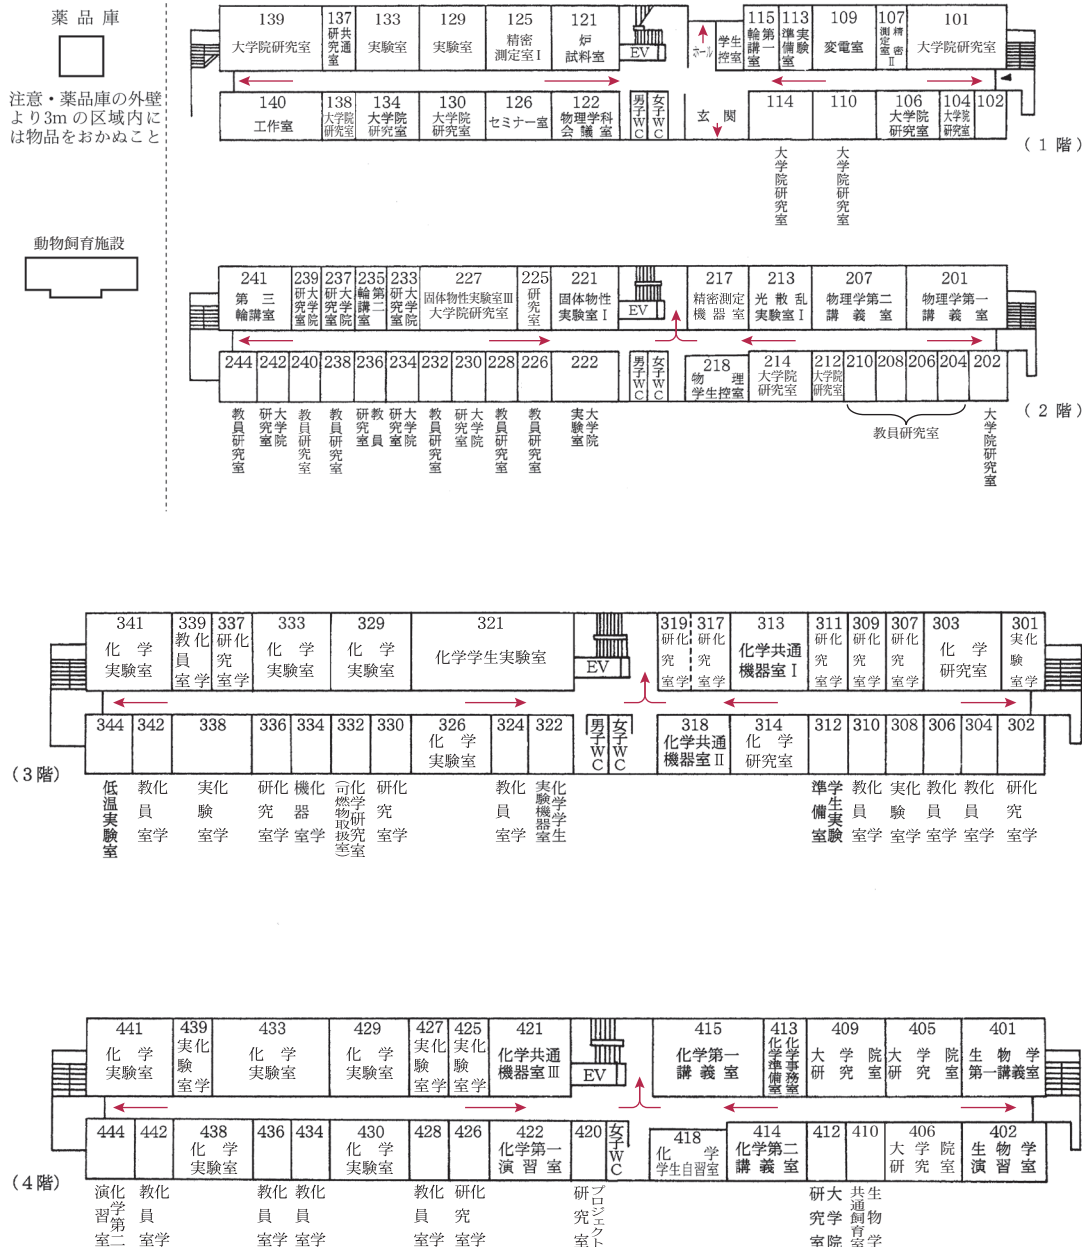 薬品庫
注意・薬品庫の外壁
より3mの区域内に
は物品をおかぬこと
動物飼育施設
139
大学院研究室
137
共通研究室
133
実験室
129
実験室
125
精密
測定室Ⅰ
121
炉
試料室
EV
ホール
学生
控室
115
第一輪講室
113
実験準備室
109
変電室
107
精密測定室Ⅱ
101
大学院研究室
140
工作室
138
大学院
研究室
134
大学院
研究室
130
大学院
研究室
126
セミナー室
122
物理学科
会議室
男子WC
女子WC
玄関
114
110
106
大学院
研究室
104
大学院
研究室
102
大学院研究室
大学院研究室
(1階)
241
第三
輪講室
239
大学院研究室
237
大学院研究室
235
第二輪講室
233
大学院研究室
227
固体物性実験室Ⅲ
大学院研究室
225
研究室
221
固体物性
実験室Ⅰ
EV
217
精密測定
機器室
213
光散乱
実験室Ⅰ
207
物理学第二
講義室
201
物理学第一
講義室
244
242
240
238
236
234
232
230
228
226
222
男子WC
女子WC
218
物理
学生控室
214
大学院
研究室
212
大学院
研究室
210
208
206
204
202
教員研究室
大学院研究室
教員研究室
教員研究室
教員研究室
大学院研究室
教員研究室
大学院研究室
教員研究室
教員研究室
大学院実験室
教員研究室
大学院研究室
(2階)
341
化学
実験室
339
化学教員室
337
化学研究室
333
化学
実験室
329
化学
実験室
321
化学学生実験室
EV
319
化学研究室
317
化学研究室
313
化学共通
機器室Ⅰ
311
化学研究室
309
化学研究室
307
化学研究室
303
化学
研究室
301
化学実験室
344
342
338
336
334
332
330
326
化学
実験室
324
322
男子WC
女子WC
318
化学共通
機器室Ⅱ
314
化学
研究室
312
310
308
306
304
302
(3階)
低温実験室
化学教員室
化学実験室
化学研究室
化学機器室
化学研究室
(可燃物取扱室)
化学研究室
化学教員室
化学学生実験機器室
学生実験準備室
化学教員室
化学実験室
化学教員室
化学教員室
化学研究室
441
化学
実験室
439
化学実験室
433
化学
実験室
429
化学
実験室
427
化学実験室
425
化学実験室
421
化学共通
機器室Ⅲ
EV
415
化学第一
講義室
413
化学事務室
化学準備室
409
大学院
研究室
405
大学院
研究室
401
生物学
第一講義室
444
442
438
化学
実験室
436
434
430
化学
実験室
428
426
422
化学第一
演習室
420
女子WC
418
化学
学生自習室
414
化学第二
講義室
412
410
406
大学院
研究室
402
生物学
演習室
(4階)
化学第二演習室
化学教員室
化学教員室
化学教員室
化学教員室
化学研究室
プロジェクト研究室
大学院研究室
生物学共通飼育室